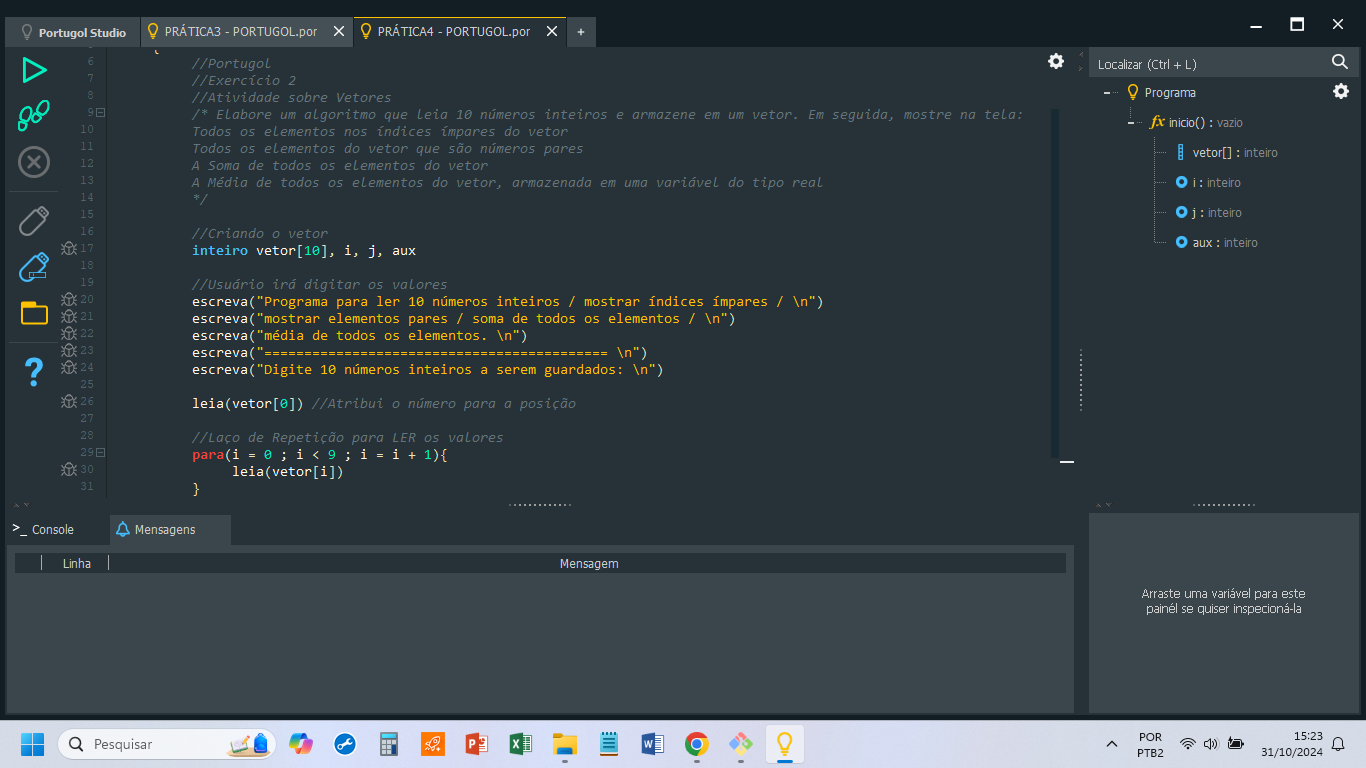 Portugol Studio
PRÁTICA3 - PORTUGOL.por
PRÁTICA4 - PORTUGOL.por
+
{
6 //Portugol
7 //Exercício 2
8 //Atividade sobre Vetores
9 /* Elabore um algoritmo que leia 10 números inteiros e armazene em um vetor. Em seguida, mostre na tela:
10 Todos os elementos nos índices ímpares do vetor
11 Todos os elementos do vetor que são números pares
12 A Soma de todos os elementos do vetor
13 A Média de todos os elementos do vetor, armazenada em uma variável do tipo real
14 */
15
16 //Criando o vetor
17 inteiro vetor[10], i, j, aux
18
19 //Usuário irá digitar os valores
20 escreva("Programa para ler 10 números inteiros / mostrar índices ímpares / \n")
21 escreva("mostrar elementos pares / soma de todos os elementos / \n")
22 escreva("média de todos os elementos. \n")
23 escreva("=========================================== \n")
24 escreva("Digite 10 números inteiros a serem guardados: \n")
25
26 leia(vetor[0]) //Atribui o número para a posição
27
28 //Laço de Repetição para LER os valores
29 para(i = 0 ; i < 9 ; i = i + 1){
30 leia(vetor[i])
31 }
Localizar (Ctrl + L)
Programa
fx inicio() : vazio
vetor[] : inteiro
i : inteiro
j : inteiro
aux : inteiro
>_ Console
Mensagens
Linha
Mensagem
Arraste uma variável para este
painél se quiser inspecioná-la
Pesquisar
POR
PTB2
15:23
31/10/2024